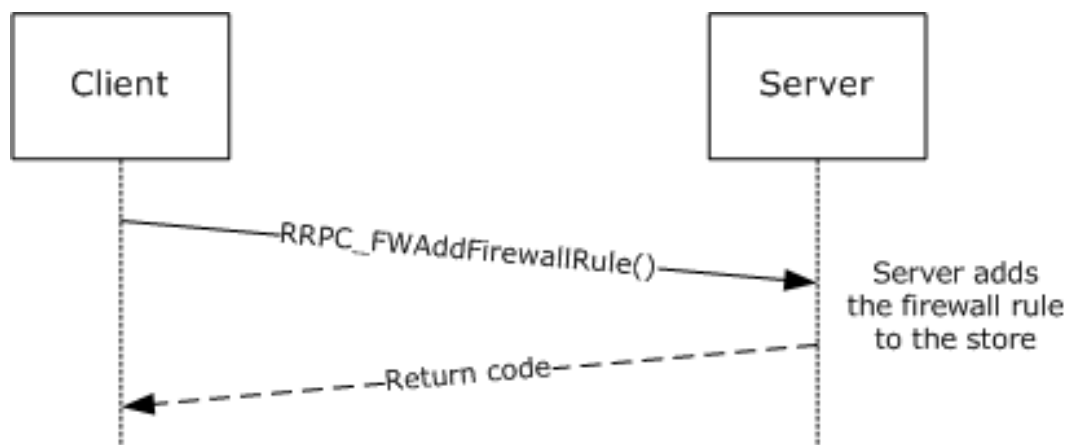 Client
Server
RRPC_FWAddFirewallRule()
Server adds
the firewall rule
to the store
Return code